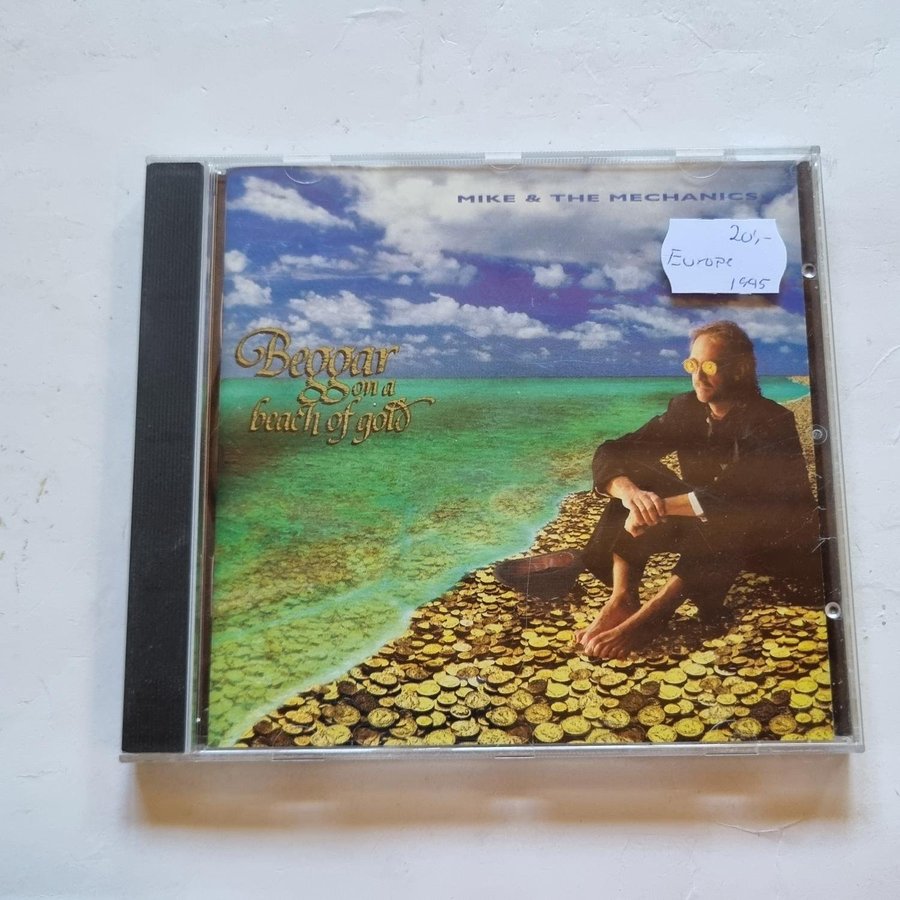 MIKE & THE MECHANICS
20,-
Europe
1995
Beggar
on a
beach of gold